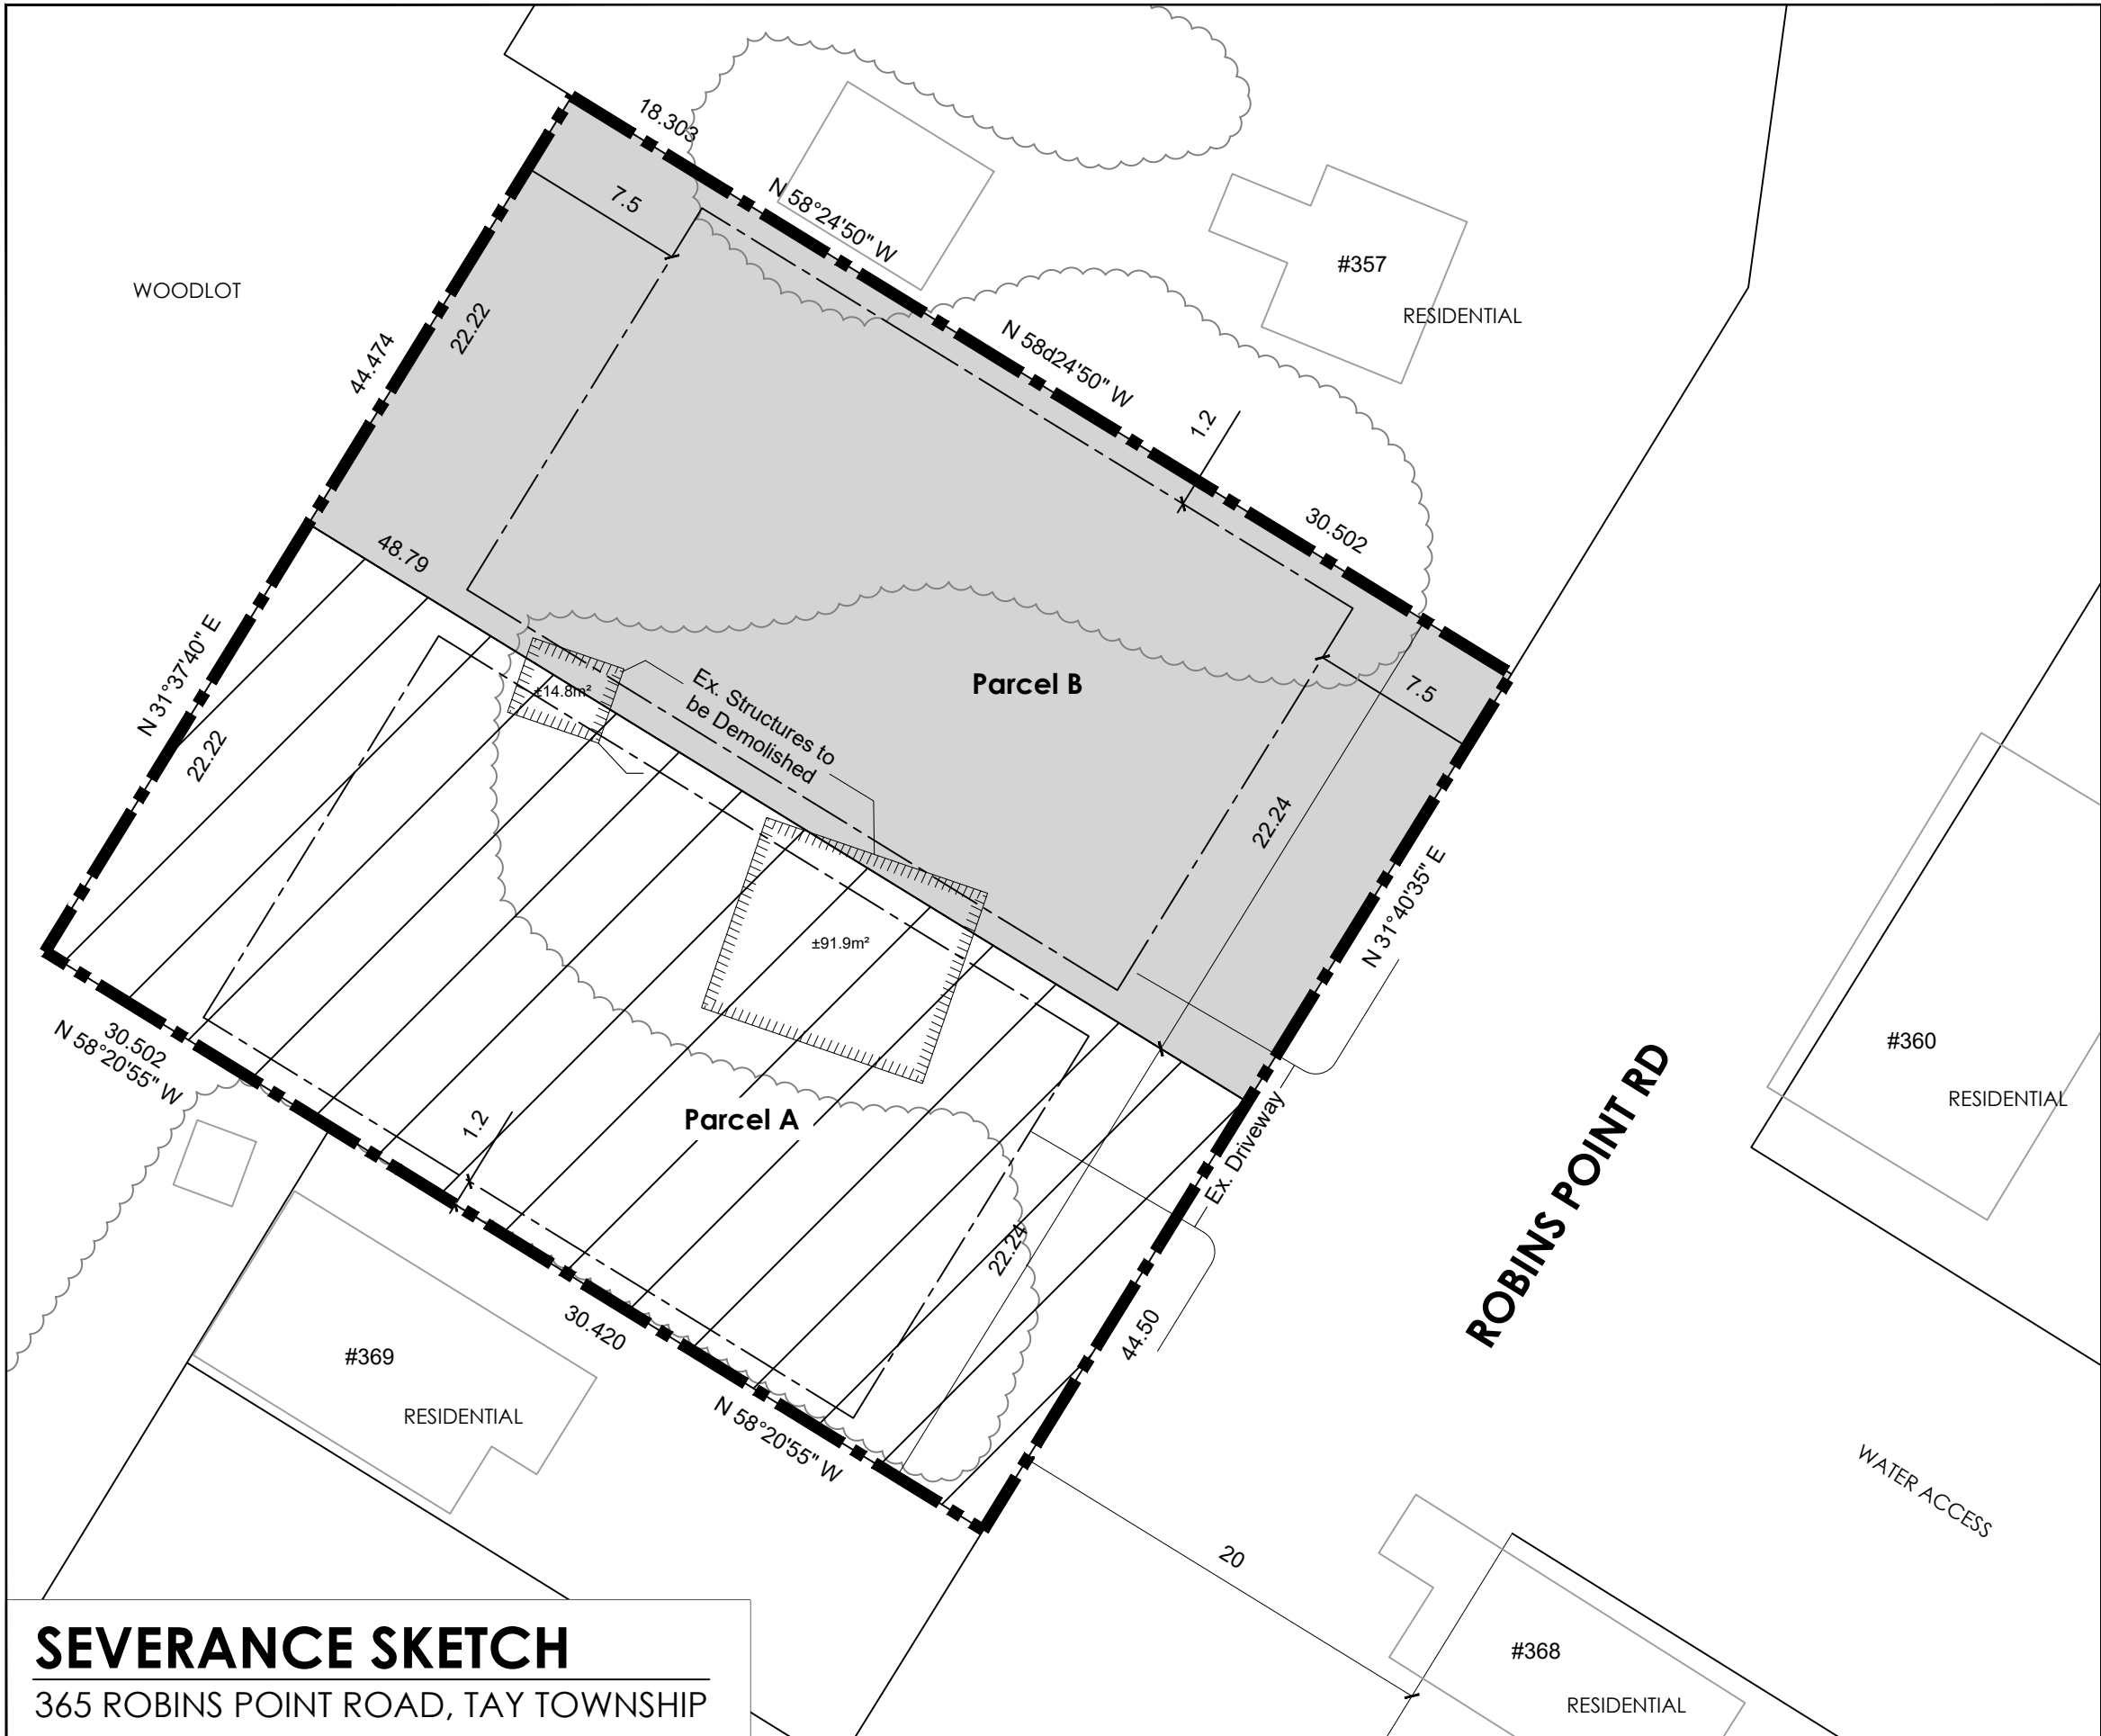 18.303
7.5
N 58°24'50" W
#357
RESIDENTIAL
WOODLOT
22.22
44.474
N 58d24'50" W
1.2
30.502
48.79
N 31°37'40" E
22.22
±14.8m²
Ex. Structures to
be Demolished
Parcel B
7.5
22.24
N 31°40'35" E
±91.9m²
30.502
N 58°20'55" W
1.2
Parcel A
Ex. Driveway
22.24
44.50
ROBINS POINT RD
#360
RESIDENTIAL
30.420
N 58°20'55" W
#369
RESIDENTIAL
20
WATER ACCESS
#368
RESIDENTIAL
SEVERANCE SKETCH
365 ROBINS POINT ROAD, TAY TOWNSHIP